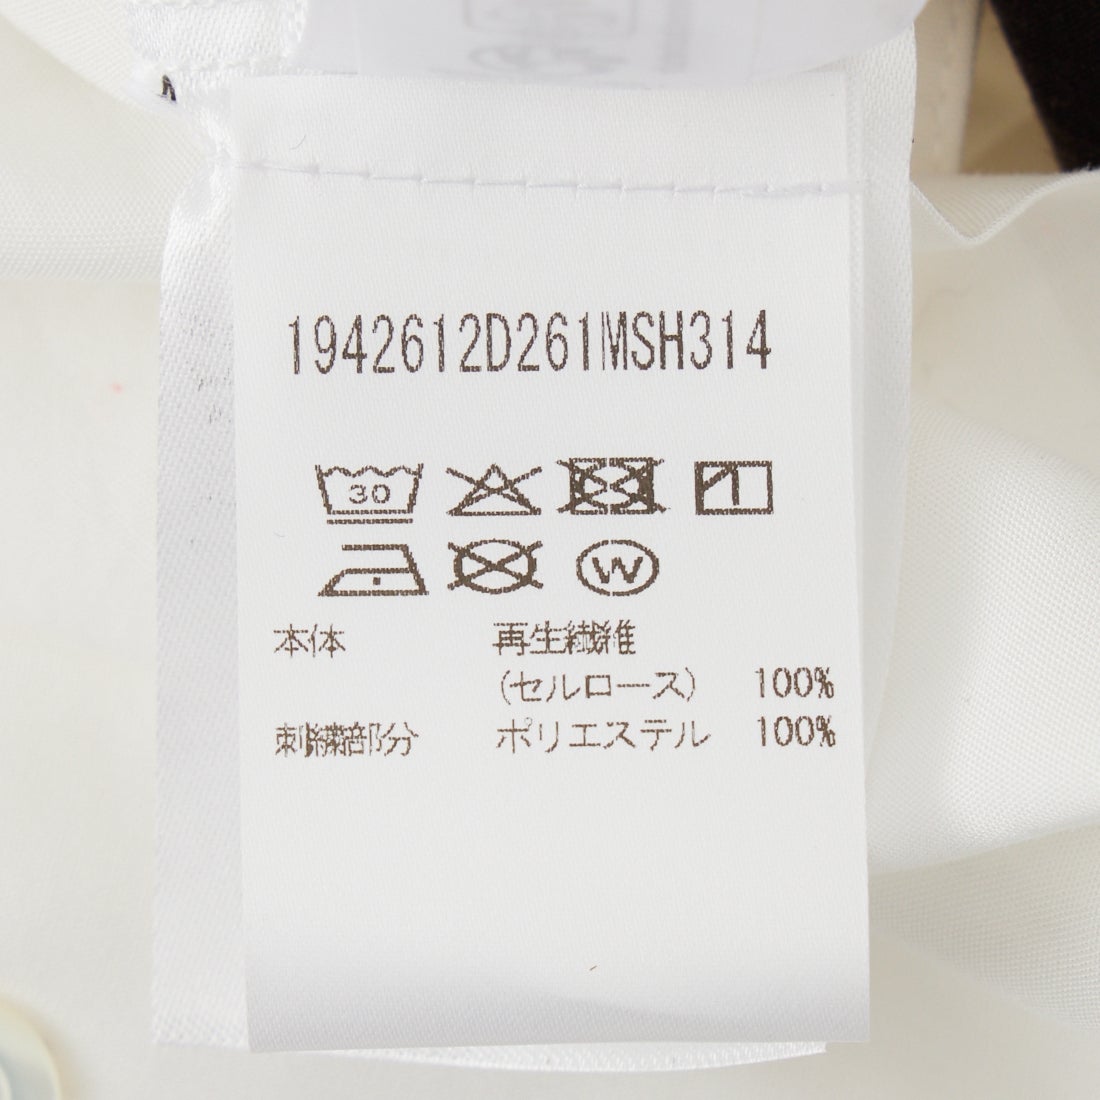 1942612D261MSH314
30
W
本体 再生繊維
(セルロース) 100%
刺繍部分 ポリエステル 100%